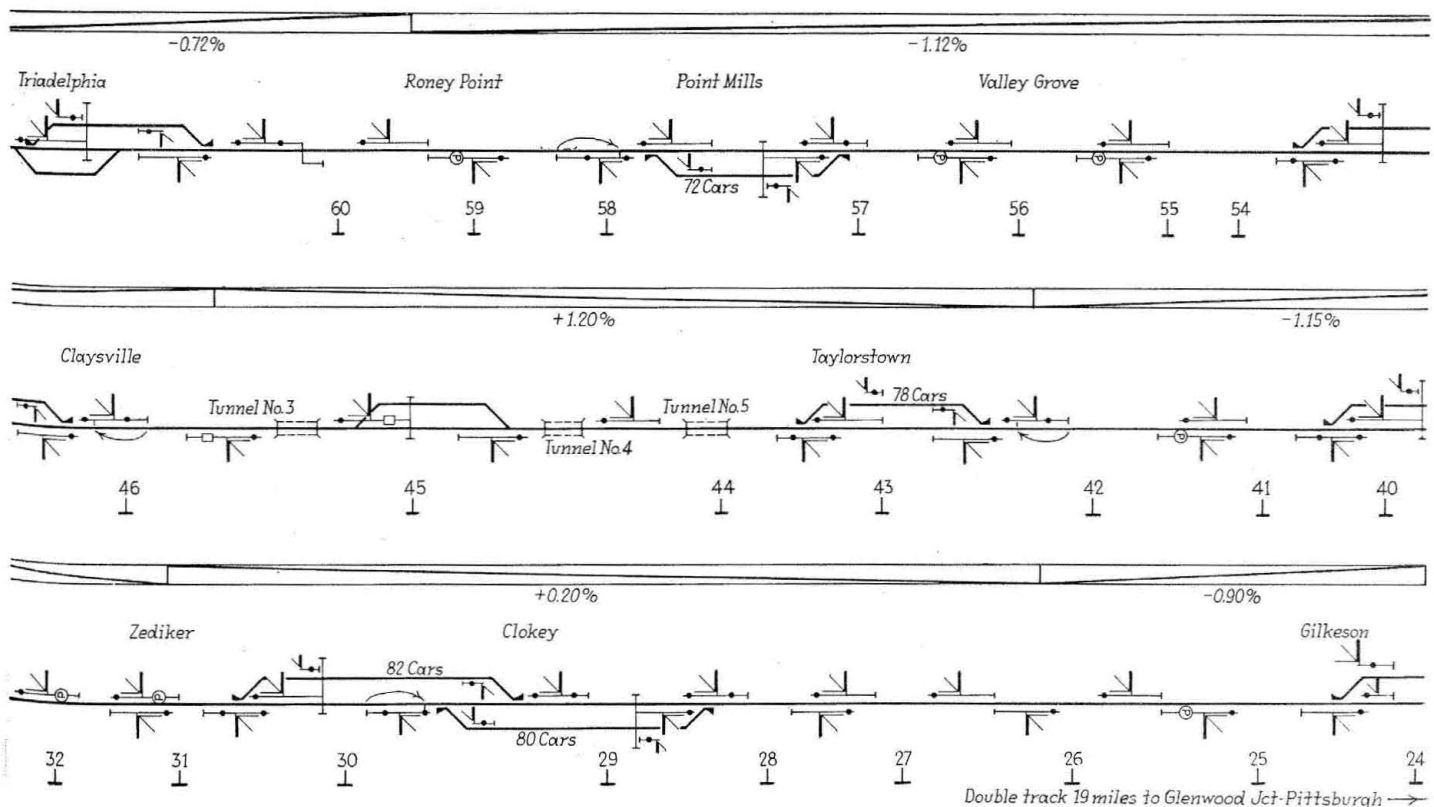 -0.72% -1.12%
Triadelphia Roney Point Point Mills Valley Grove
P P P
72 Cars
60 59 58 57 56 55 54
+1.20% -1.15%
Claysville Taylorstown
78 Cars
Tunnel No.3 Tunnel No.5
Tunnel No.4
P
46 45 44 43 42 41 40
+0.20% -0.90%
Zediker Clokey Gilkeson
82 Cars
P P
P
80 Cars
32 31 30 29 28 27 26 25 24
Double track 19 miles to Glenwood Jct-Pittsburgh